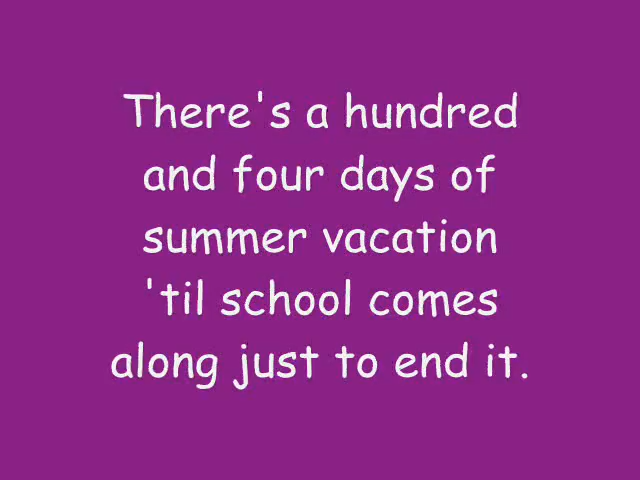 There's a hundred
and four days of
summer vacation
'til school comes
along just to end it.